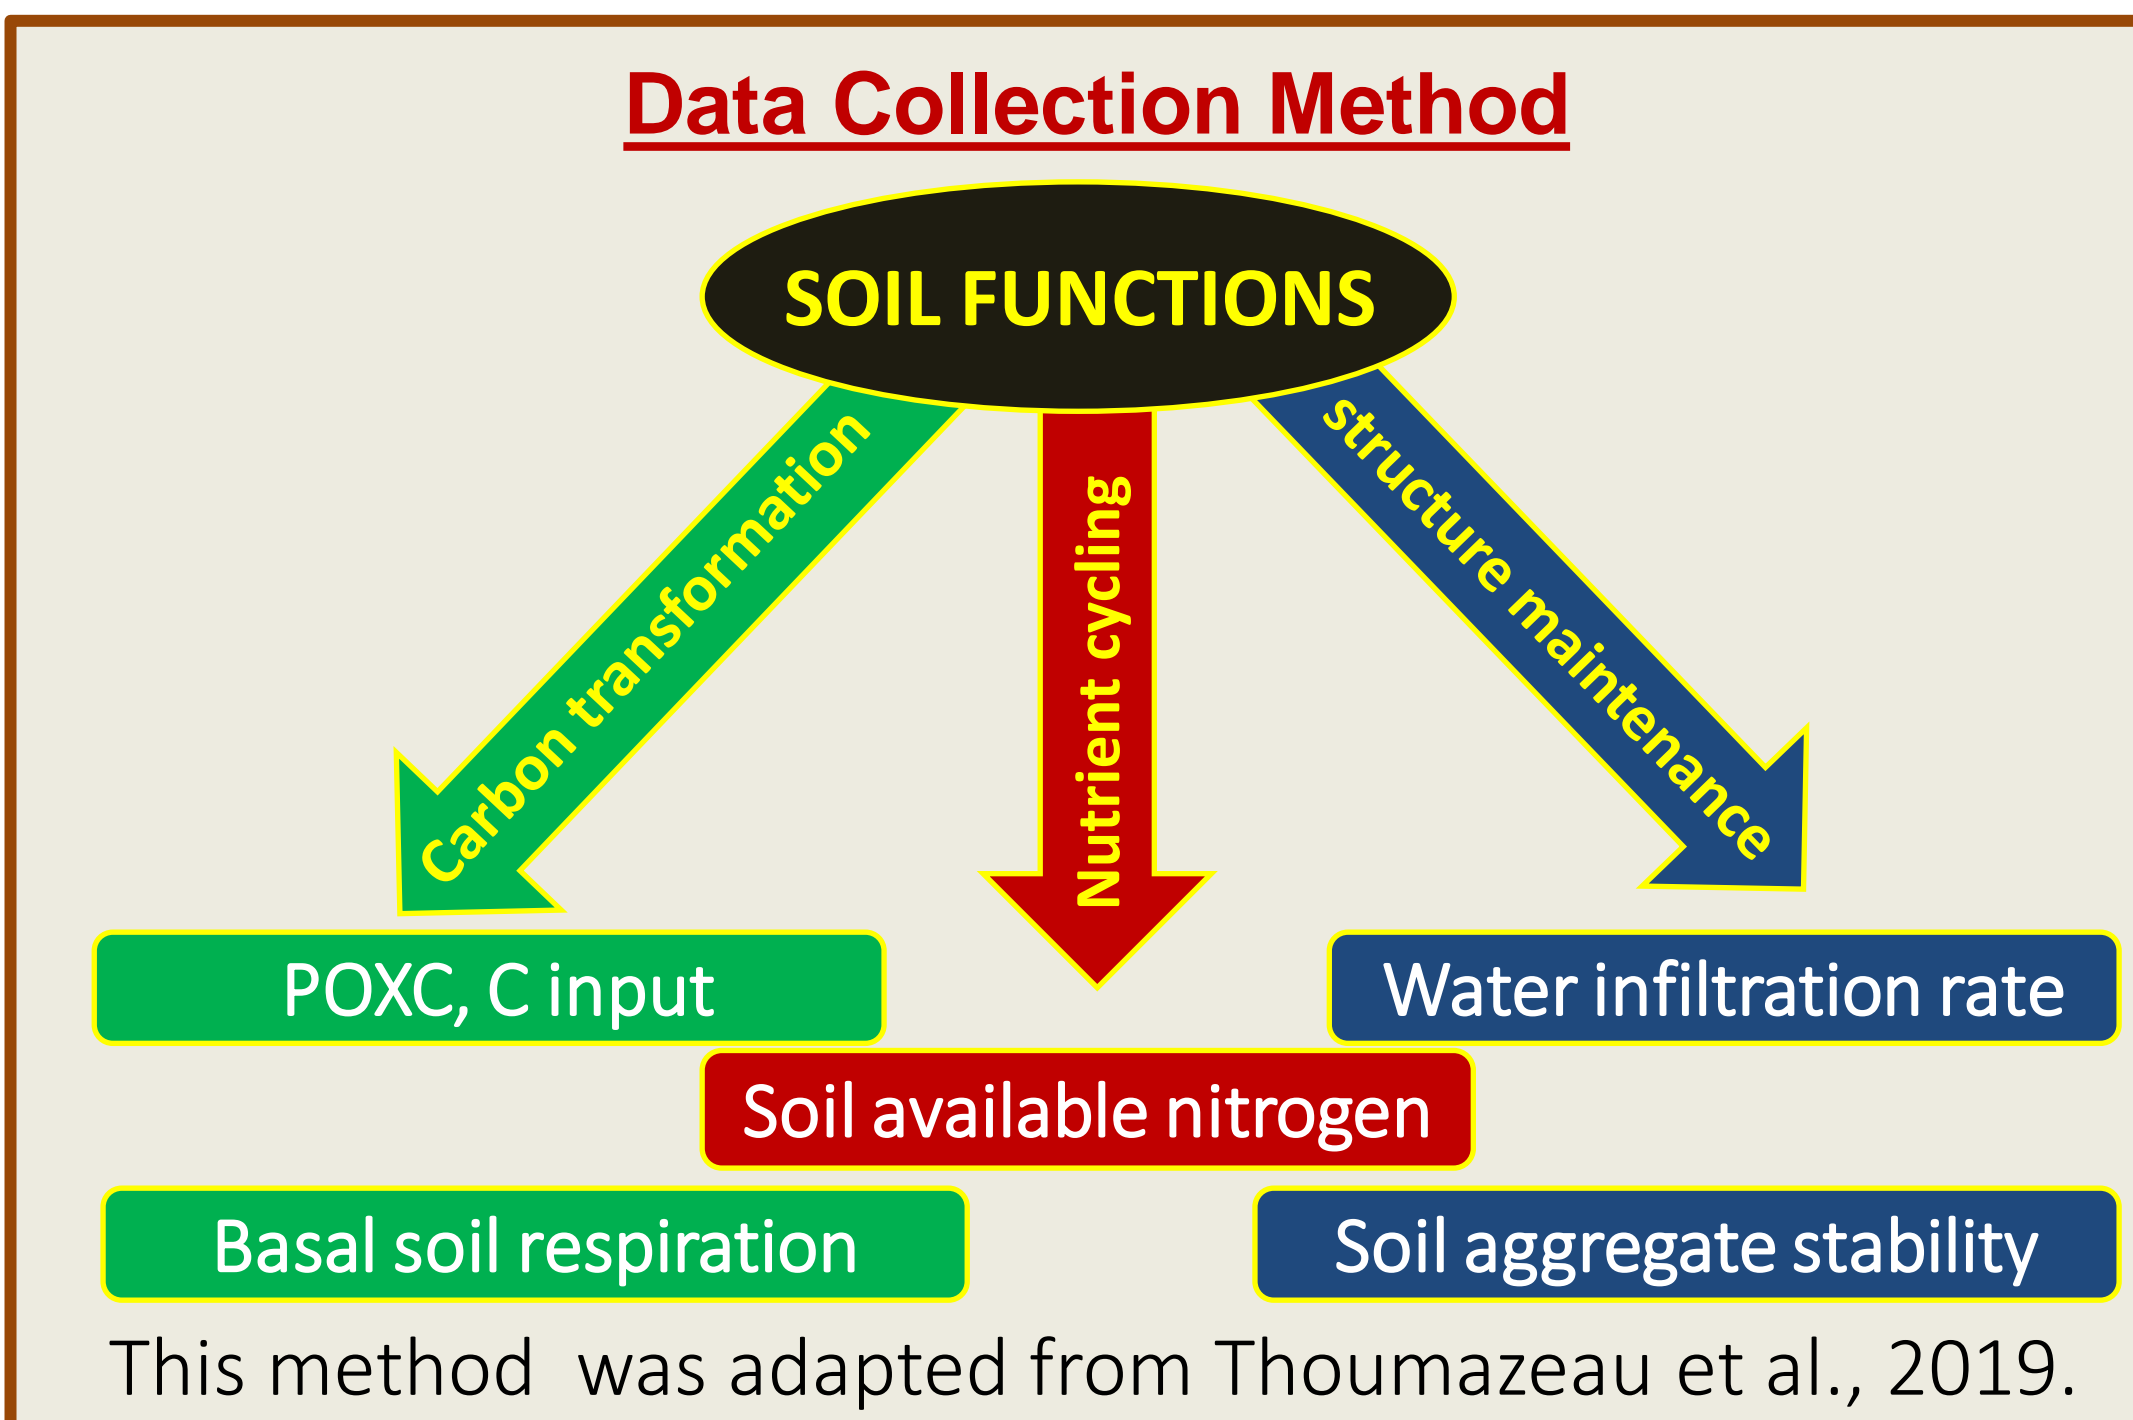 Data Collection Method
SOIL FUNCTIONS
Carbon transformation
Nutrient cycling
structure maintenance
POXC, C input
Water infiltration rate
Soil available nitrogen
Basal soil respiration
Soil aggregate stability
This method  was adapted from Thoumazeau et al., 2019.